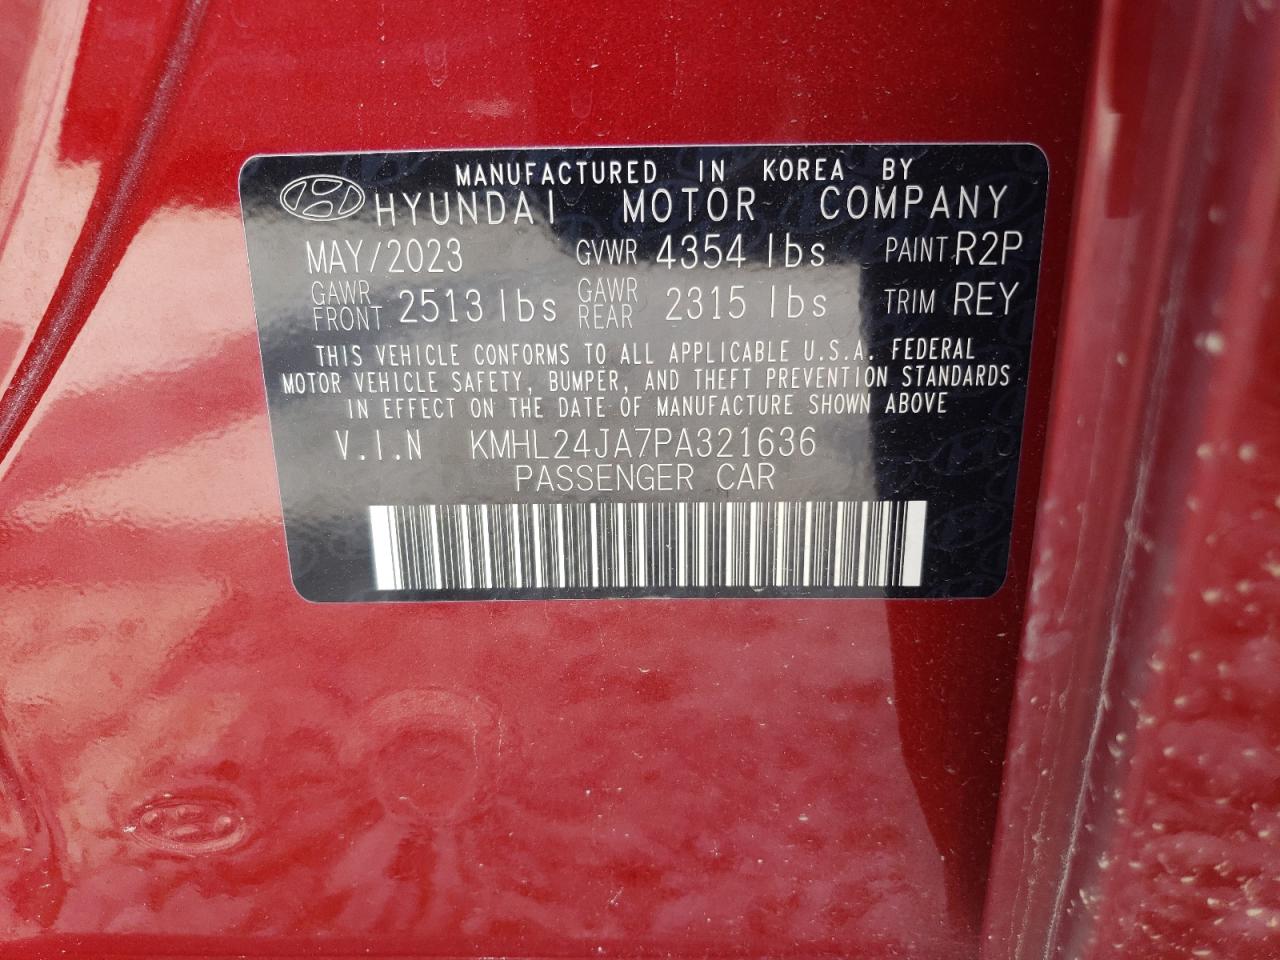 MANUFACTURED IN KOREA BY
HYUNDAI MOTOR COMPANY
MAY/2023 GVWR 4354 lbs PAINT R2P
GAWR FRONT 2513 lbs GAWR REAR 2315 lbs TRIM REY
THIS VEHICLE CONFORMS TO ALL APPLICABLE U.S.A. FEDERAL
MOTOR VEHICLE SAFETY, BUMPER, AND THEFT PREVENTION STANDARDS
IN EFFECT ON THE DATE OF MANUFACTURE SHOWN ABOVE
V.I.N KMHL24JA7PA321636
PASSENGER CAR